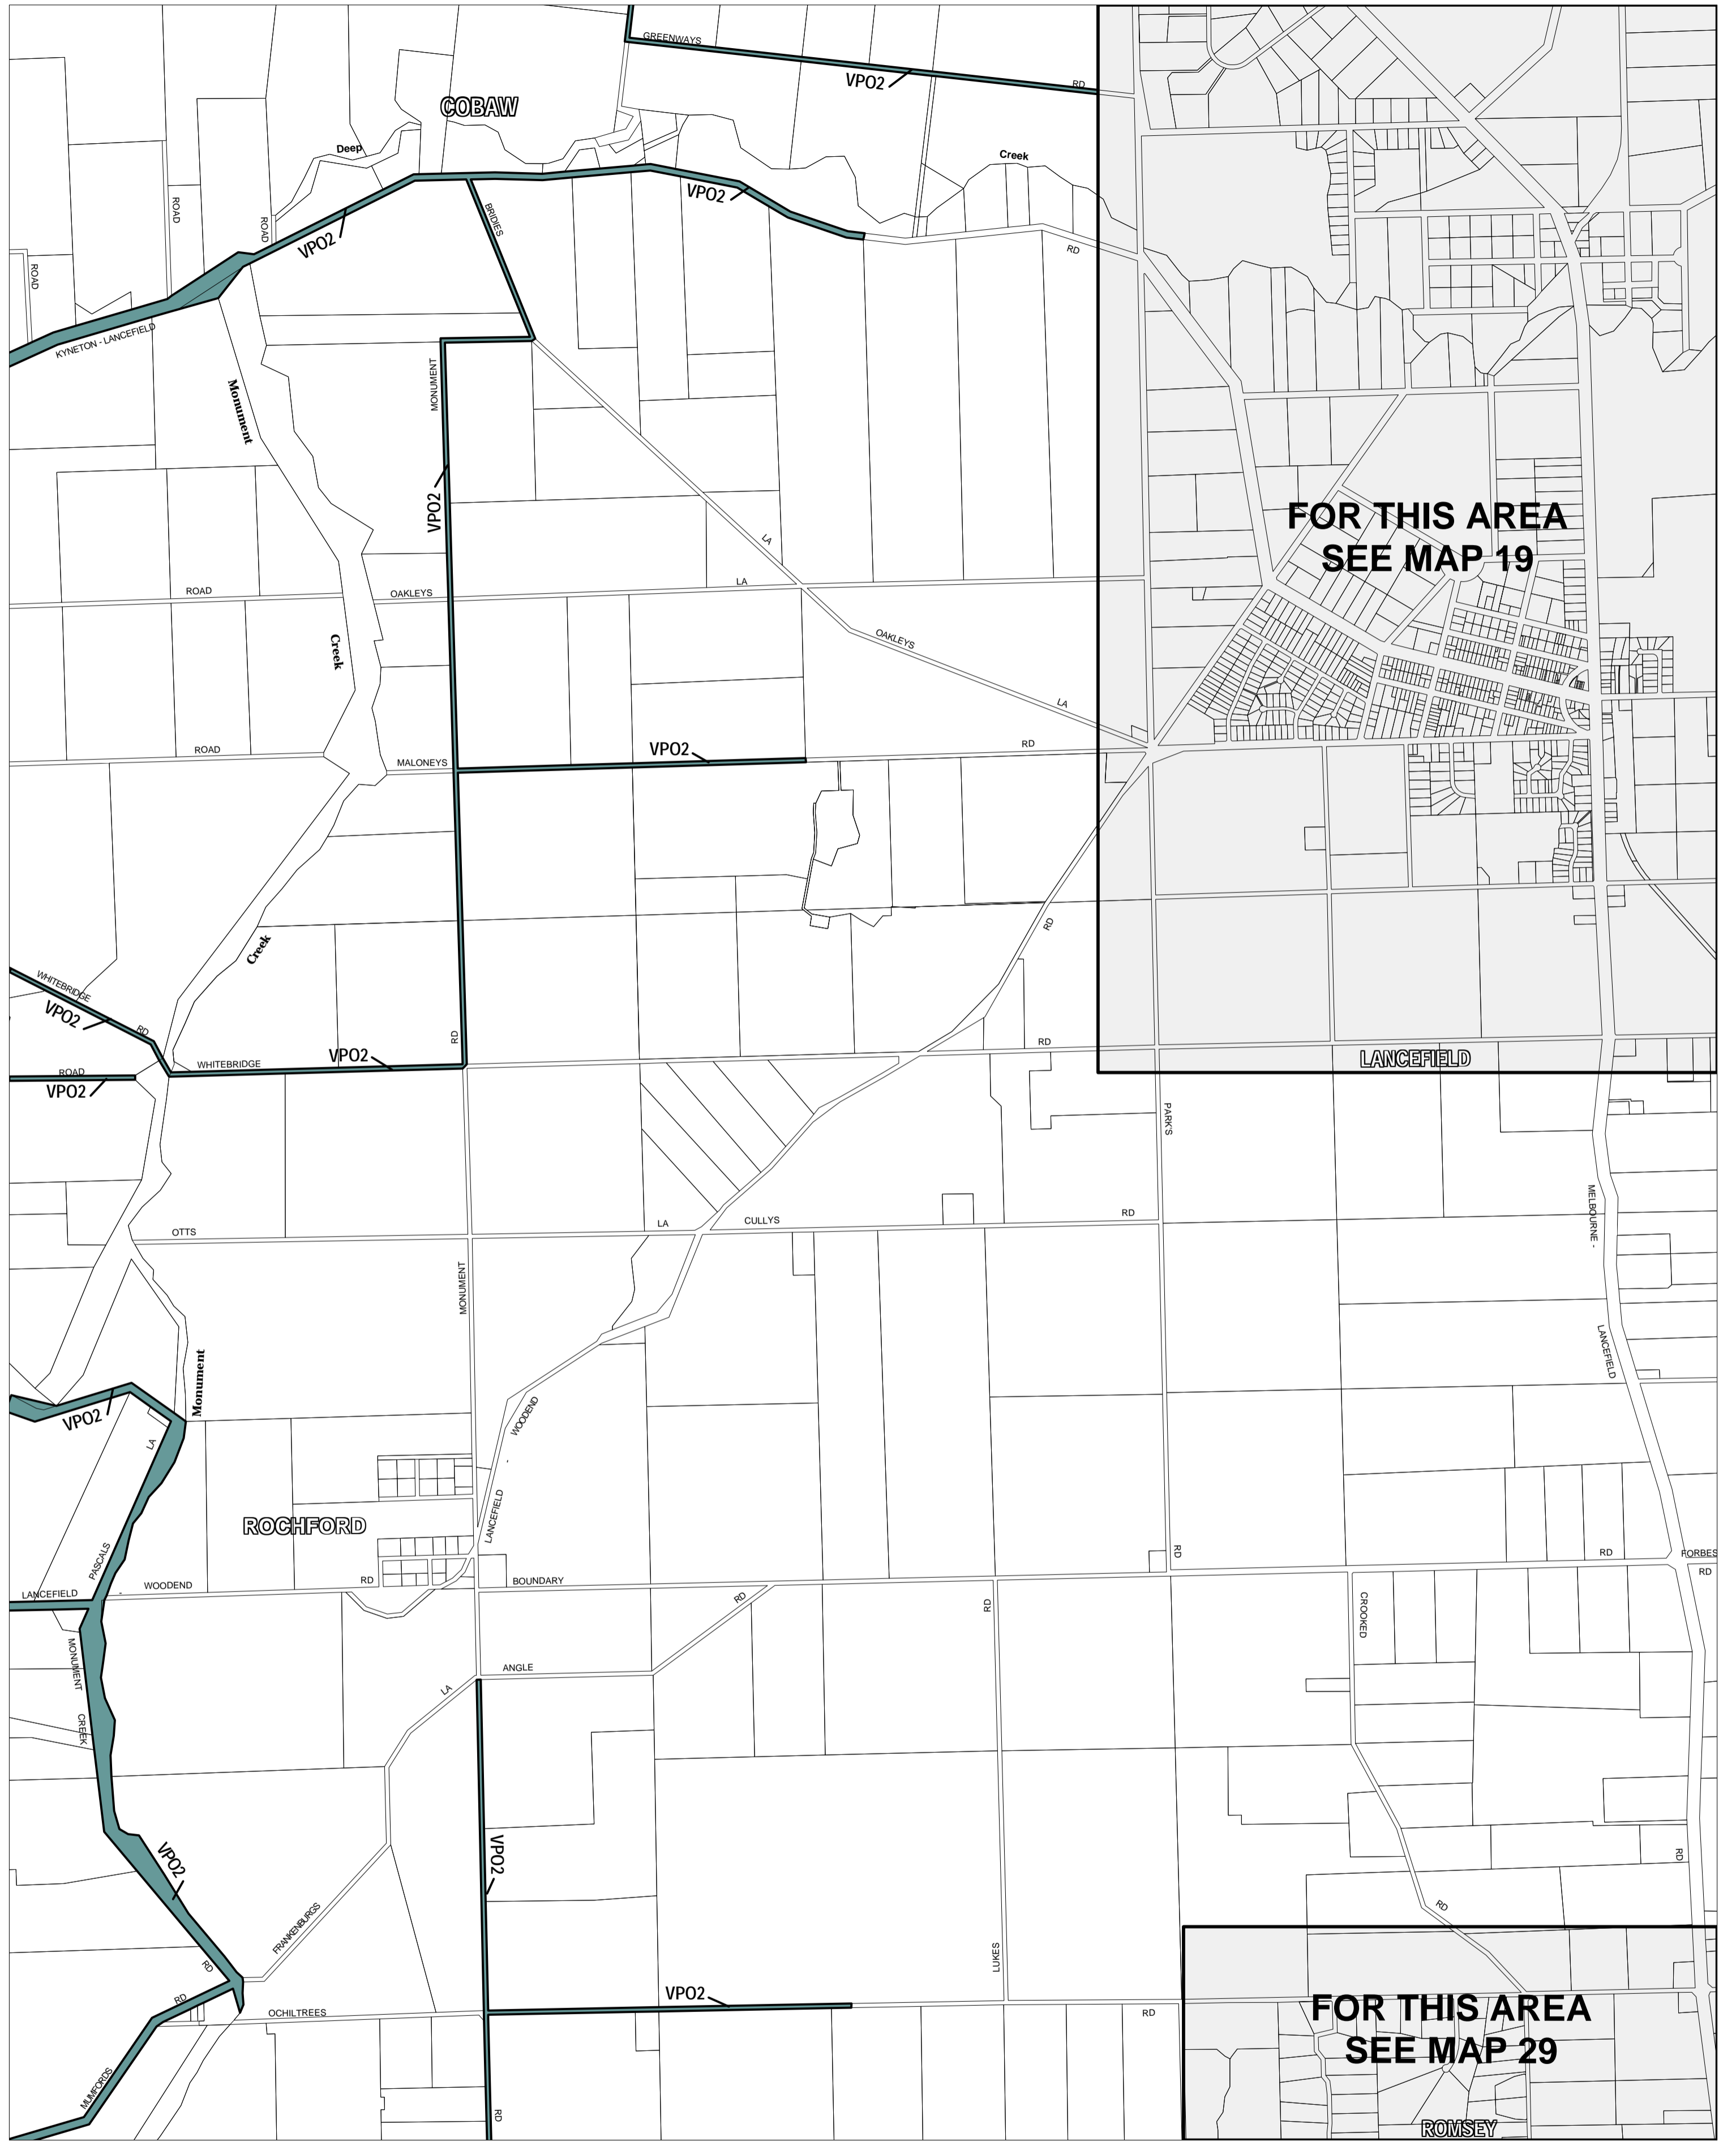 GREENWAYS
VPO2
RD
COBAW
Deep
Creek
VPO2
ROAD
BRIDIES
ROAD
VPO2
RD
ROAD
KYNETON - LANCEFIELD
MONUMENT
Monument
VPO2
FOR THIS AREA
SEE MAP 19
LA
LA
ROAD
OAKLEYS
OAKLEYS
Creek
LA
RD
VPO2
ROAD
MALONEYS
RD
Creek
WHITEBRIDGE
VPO2
RD
RD
RD
VPO2
WHITEBRIDGE
LANCEFIELD
ROAD
VPO2
PARK'S
LA
CULLYS
RD
OTTS
MELBOURNE -
MONUMENT
LANCEFIELD
Monument
VPO2
WOODEND
-
LA
LANCEFIELD
ROCHFORD
RD
RD
FORBES
RD
PASCALS
BOUNDARY
RD
WOODEND
-
LANCEFIELD
RD
RD
CROOKED
MONUMENT
ANGLE
LA
CREEK
VPO2
VPO2
RD
RD
FRANKENBURGS
LUKES
RD
VPO2
RD
OCHILTREES
RD
FOR THIS AREA
SEE MAP 29
MUMFORDS
RD
ROMSEY